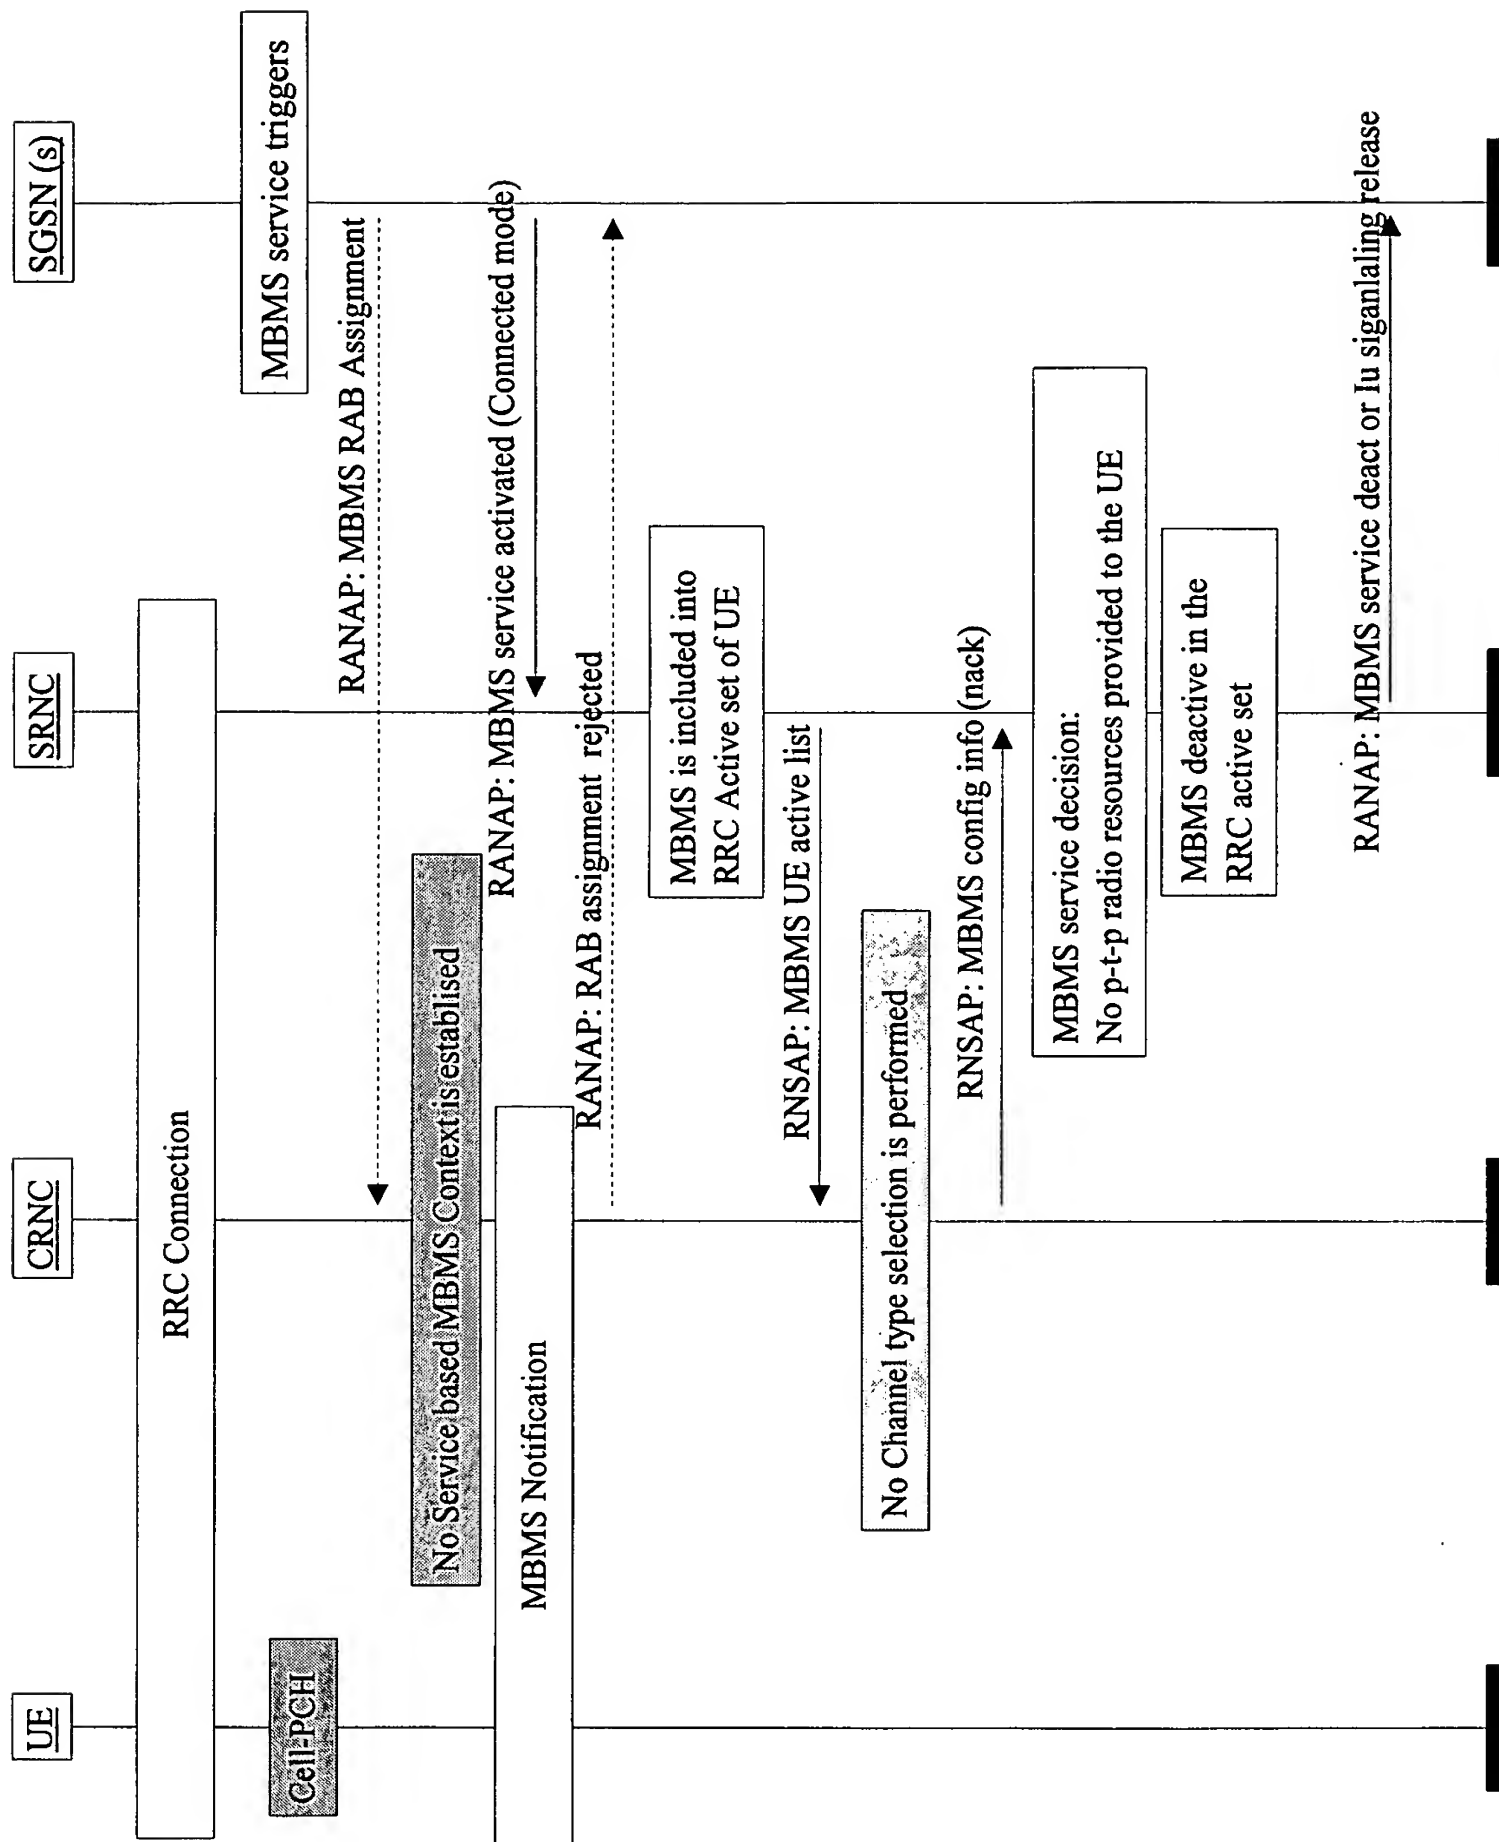 UE
CRNC
SRNC
SGSN (s)
RRC Connection
MBMS service triggers
Cell-PCH
RANAP: MBMS RAB Assignment
No Service based MBMS Context is establised
RANAP: MBMS service activated (Connected mode)
MBMS Notification
RANAP: RAB assignment rejected
MBMS is included into
RRC Active set of UE
RNSAP: MBMS UE active list
No Channel type selection is performed
RNSAP: MBMS config info (nack)
MBMS service decision:
No p-t-p radio resources provided to the UE
MBMS deactive in the
RRC active set
RANAP: MBMS service deact or Iu siganlaling release